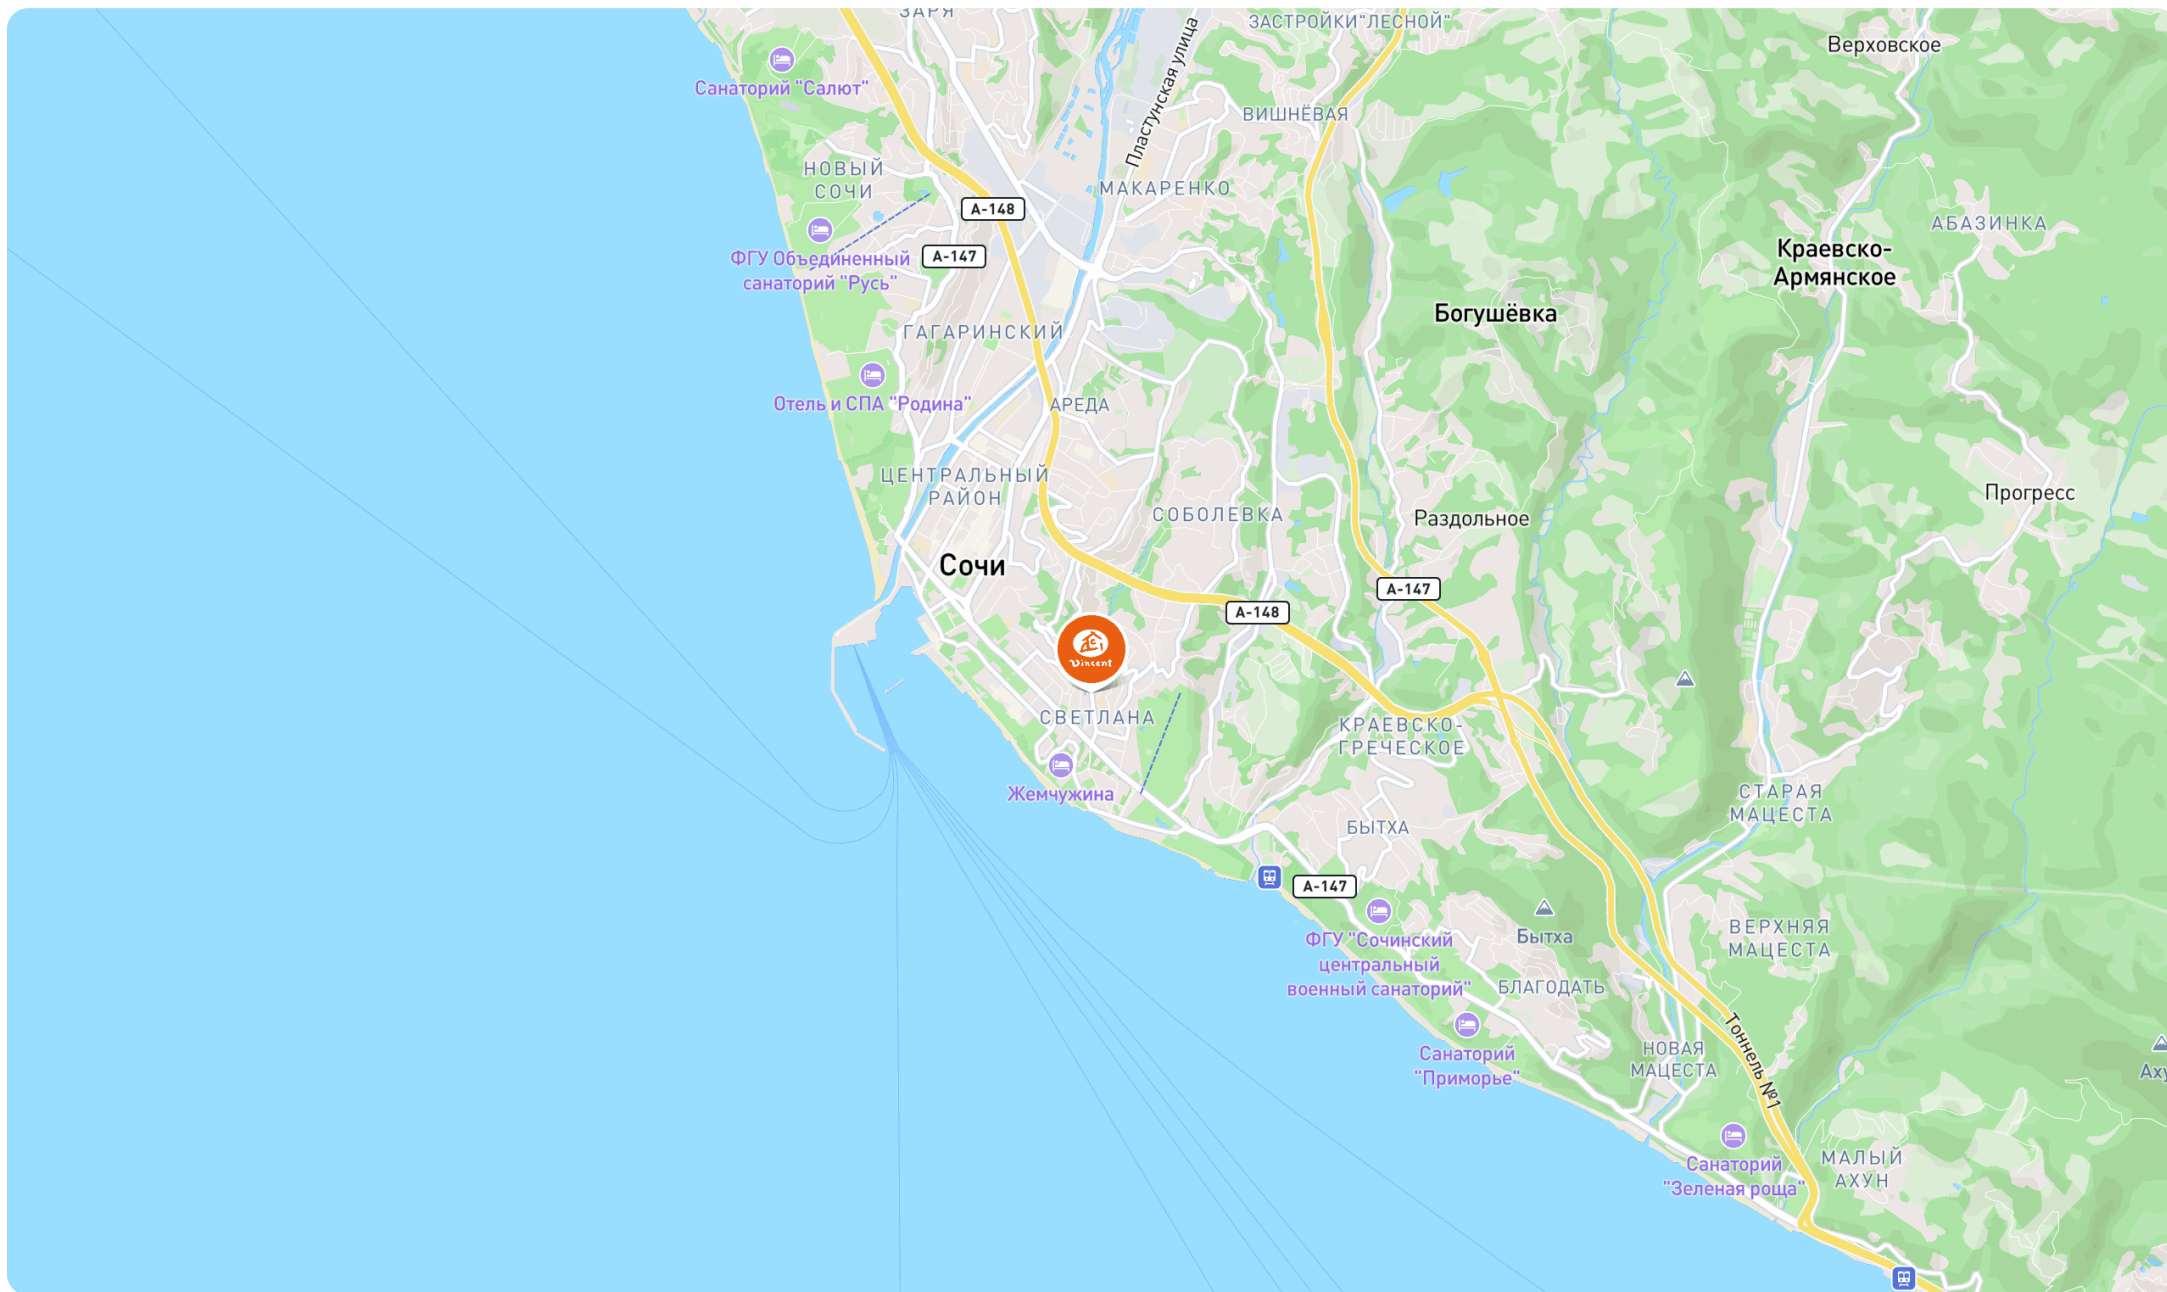 ЗАРЯ
ЗАСТРОЙКИ"ЛЕСНОЙ"
Верховское
Санаторий "Салют"
Пластунская улица
ВИШНЁВАЯ
НОВЫЙ
СОЧИ
МАКАРЕНКО
А-148
АБАЗИНКА
ФГУ Объединенный
санаторий "Русь"
А-147
Краевско-
Армянское
Богушёвка
ГАГАРИНСКИЙ
Отель и СПА "Родина"
АРЕДА
ЦЕНТРАЛЬНЫЙ
РАЙОН
Прогресс
СОБОЛЕВКА
Раздольное
Сочи
А-147
А-148
Vincent
СВЕТЛАНА
КРАЕВСКО-
ГРЕЧЕСКОЕ
Жемчужина
СТАРАЯ
МАЦЕСТА
БЫТХА
А-147
ФГУ "Сочинский
центральный
военный санаторий"
Бытха
ВЕРХНЯЯ
МАЦЕСТА
БЛАГОДАТЬ
Санаторий
"Приморье"
НОВАЯ
МАЦЕСТА
Тоннель №1
Аху
Санаторий
"Зеленая роща"
МАЛЫЙ
АХУН